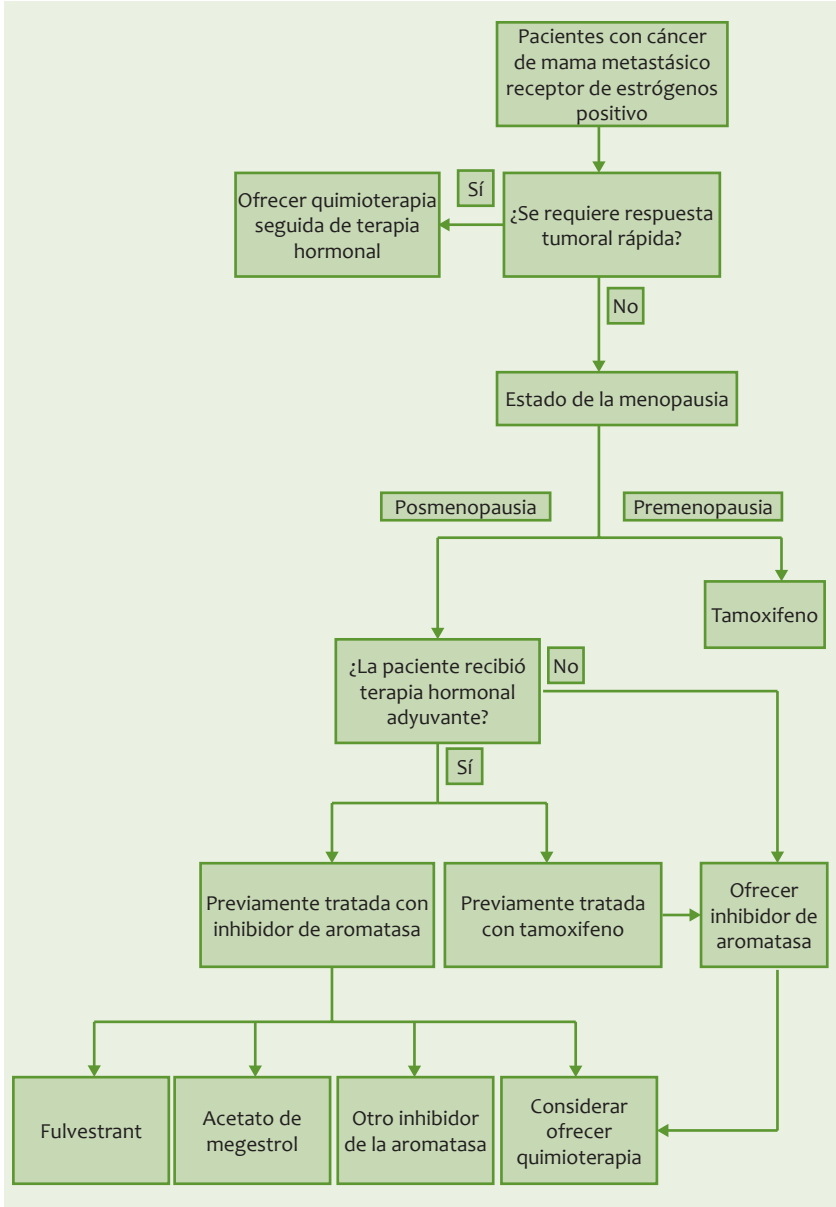 Pacientes con cáncer
de mama metastásico
receptor de estrógenos
positivo
Sí
Ofrecer quimioterapia
seguida de terapia
hormonal
¿Se requiere respuesta
tumoral rápida?
No
Estado de la menopausia
Posmenopausia
Premenopausia
Tamoxifeno
¿La paciente recibió
terapia hormonal
adyuvante?
No
Sí
Previamente tratada con
inhibidor de aromatasa
Previamente tratada
con tamoxifeno
Ofrecer
inhibidor de
aromatasa
Fulvestrant
Acetato de
megestrol
Otro inhibidor
de la aromatasa
Considerar
ofrecer
quimioterapia